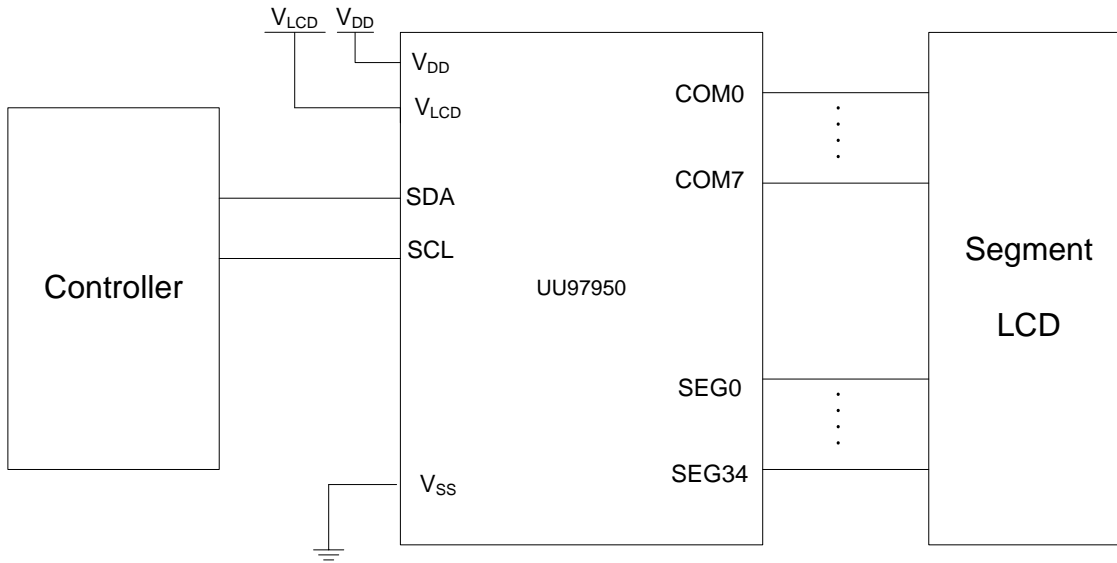 VLCD VDD
VDD
VLCD
SDA
SCL
VSS
Controller
UU97950
COM0
COM7
SEG0
SEG34
Segment
LCD